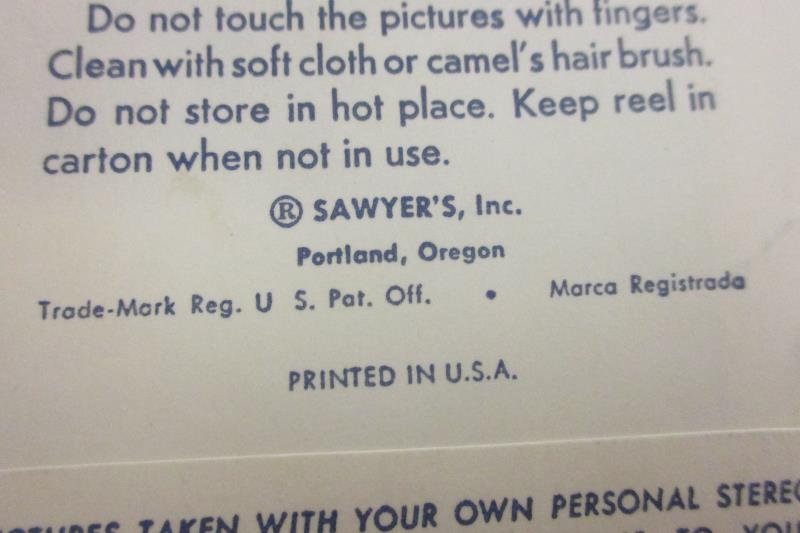 Do not touch the pictures with fingers.
Clean with soft cloth or camel's hair brush.
Do not store in hot place. Keep reel in
carton when not in use.
® SAWYER'S, Inc.
Portland, Oregon
Trade-Mark Reg. U S. Pat. Off. • Marca Registrada
PRINTED IN U.S.A.
TAKEN WITH YOUR OWN PERSONAL
TO